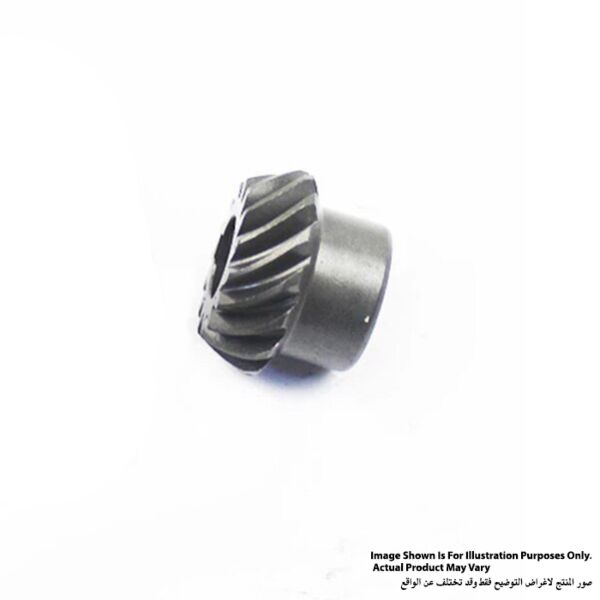 Image Shown Is For Illustration Purposes Only.
Actual Product May Vary
صور المنتج لاغراض التوضيح فقط وقد تختلف عن الواقع